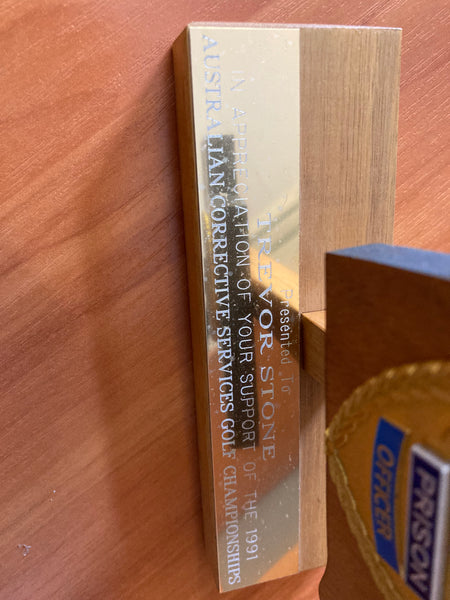 Presented To
TREVOR STONE
IN APPRECIATION OF YOUR SUPPORT OF THE 1991
AUSTRALIAN CORRECTIVE SERVICES GOLF CHAMPIONSHIPS
PRISON
OFFICER